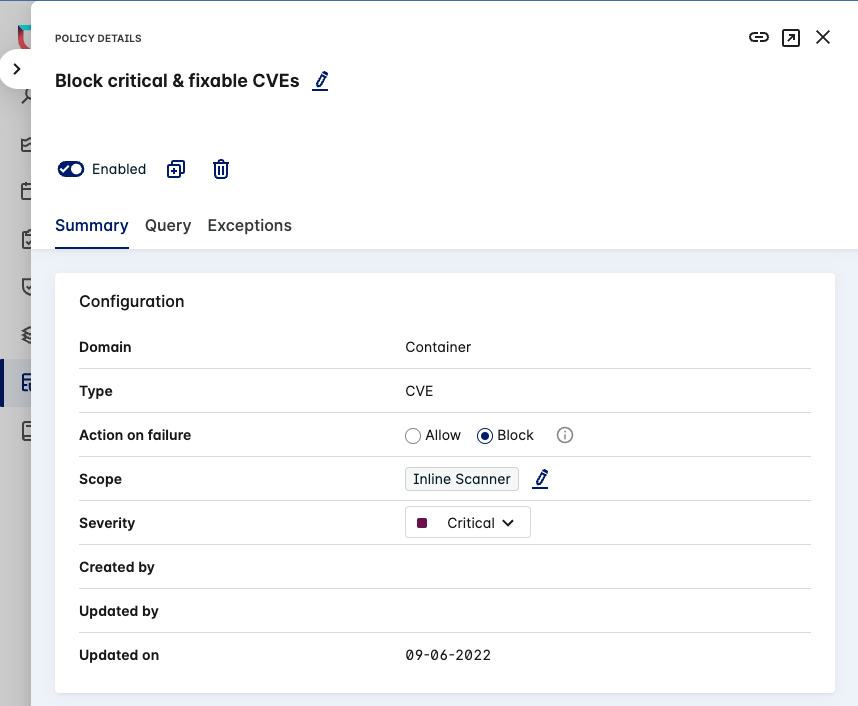 POLICY DETAILS
Block critical & fixable CVEs
Enabled
Summary Query Exceptions
Configuration
Domain Container
Type CVE
Action on failure Allow Block
Scope Inline Scanner
Severity Critical
Created by
Updated by
Updated on 09-06-2022